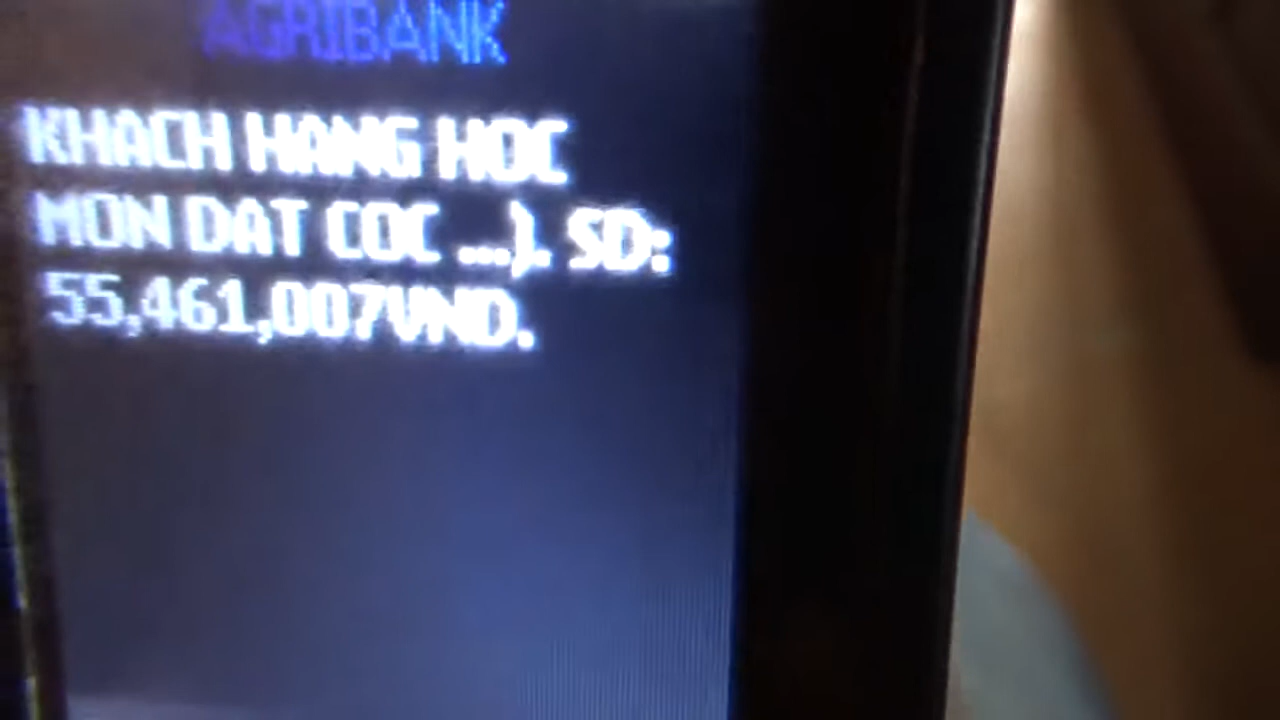 AGRIBANK
KHACH HANG HOC
MON DAT COC ...). SD:
55,461,007VND.